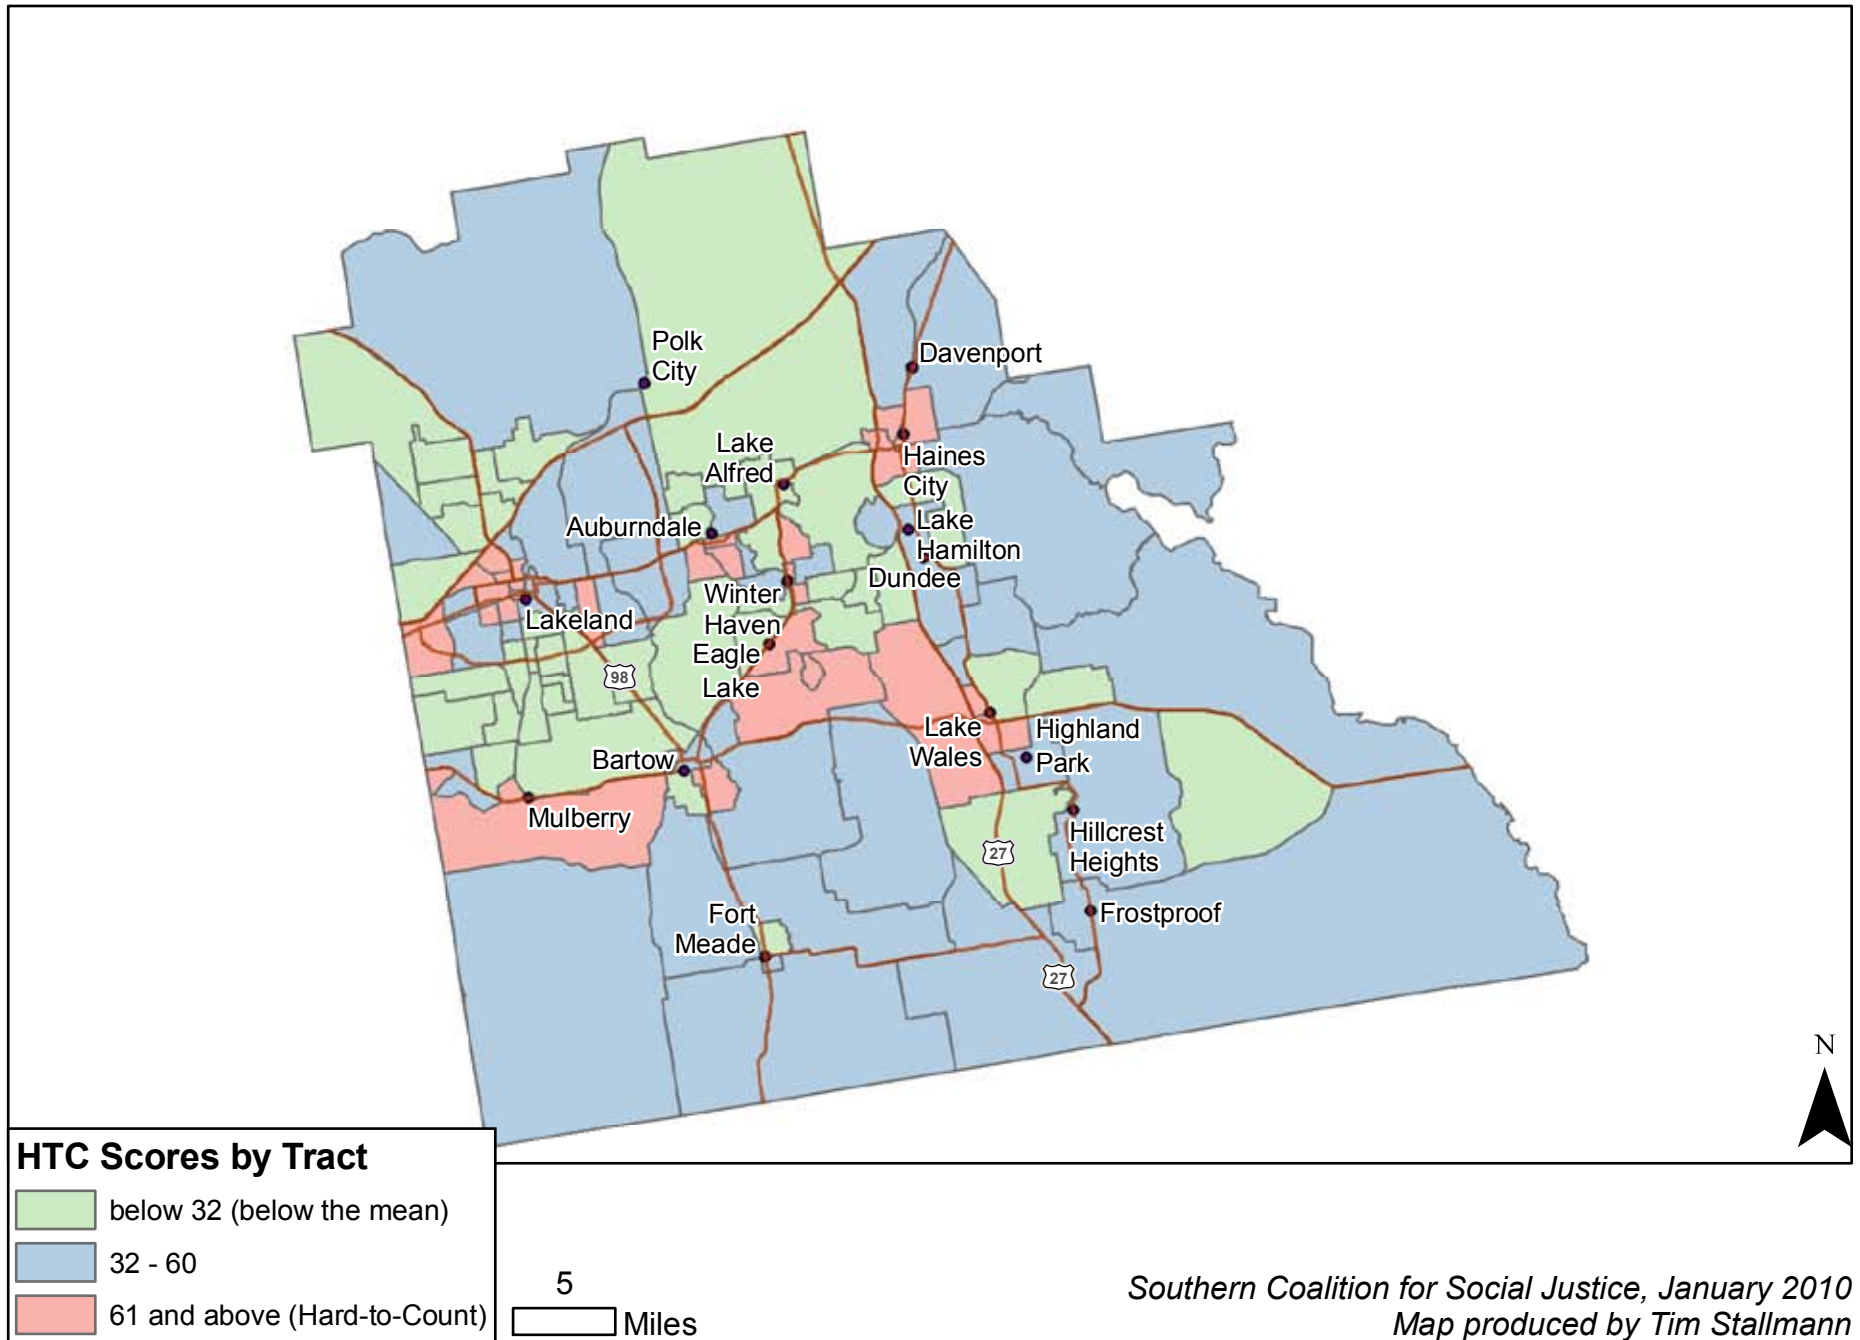 Polk
City
Davenport
Lake
Alfred
Haines
City
Auburndale
Lake
Hamilton
Dundee
Winter
Haven
Lakeland
Eagle
Lake
98
Lake
Wales
Highland
Park
Bartow
Mulberry
Hillcrest
Heights
27
Fort
Meade
Frostproof
27
N
HTC Scores by Tract
below 32 (below the mean)
32 - 60
61 and above (Hard-to-Count)
5
Miles
Southern Coalition for Social Justice, January 2010
Map produced by Tim Stallmann